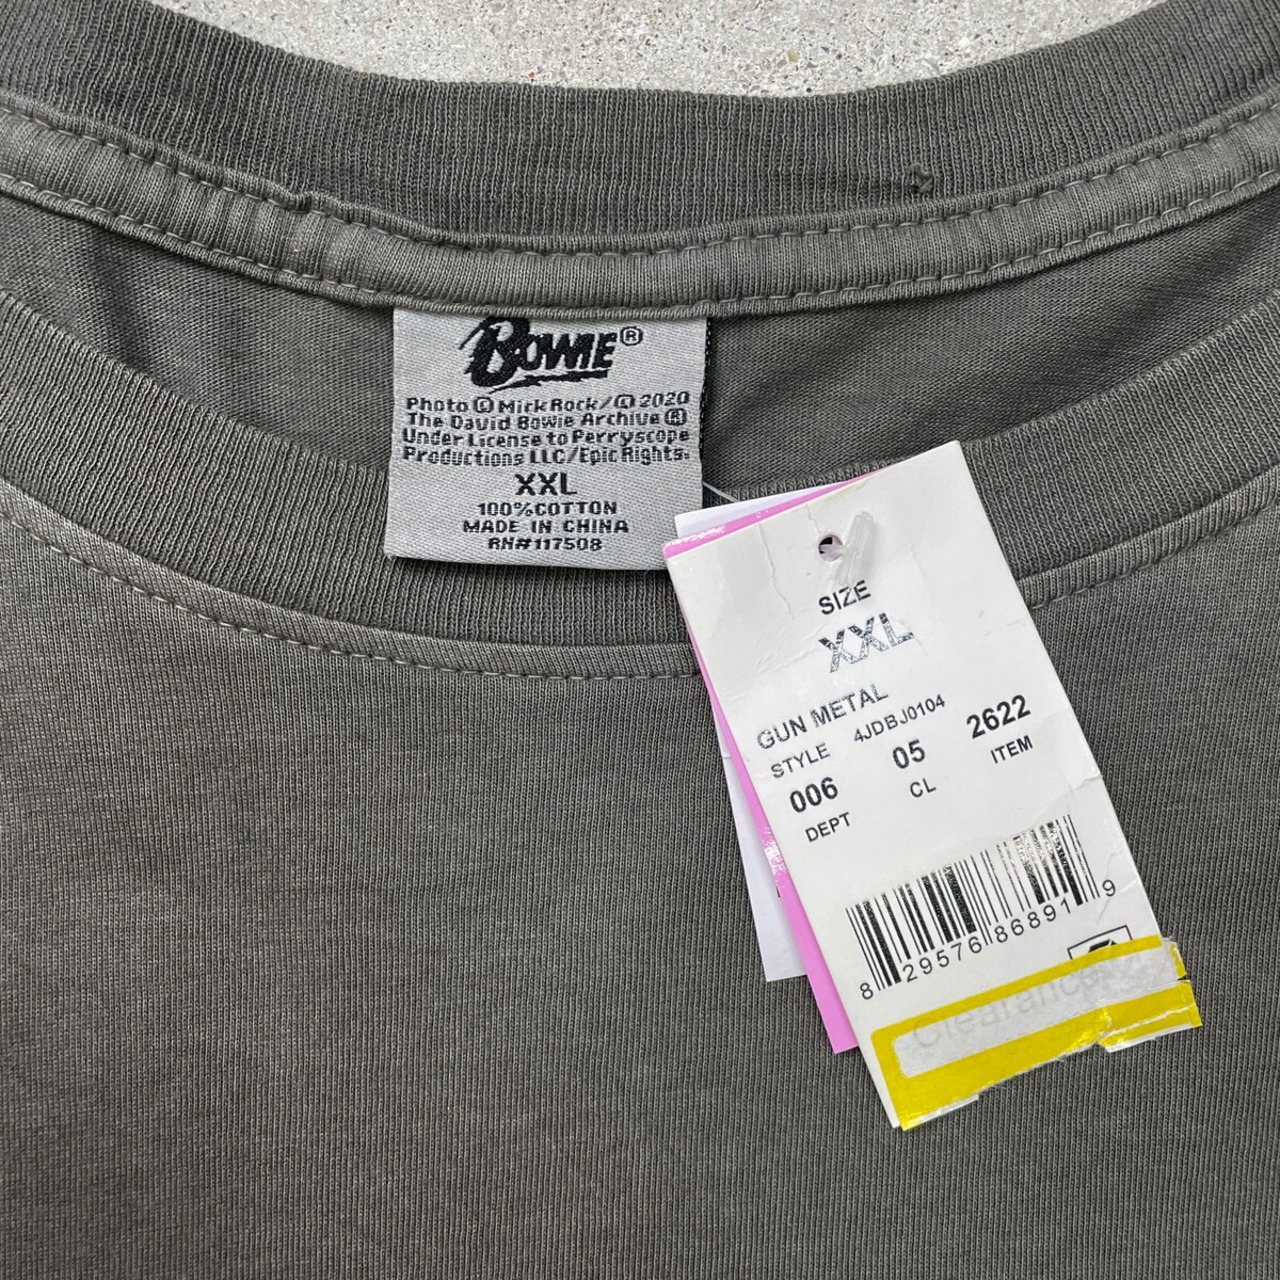 BOWIE®
Photo © Mick Rock/© 2020
The David Bowie Archive ®
Under License to Perryscope
Productions LLC/Epic Rights.
XXL
100%COTTON
MADE IN CHINA
RN#117508
SIZE
XXL
GUN METAL
STYLE 4JDBJ0104
006 05 2622
DEPT CL ITEM
8 29576 86891 9
Clearance